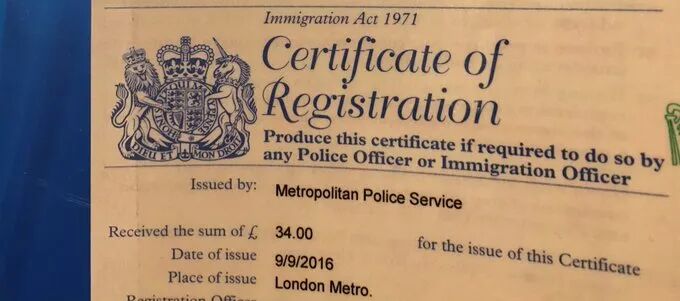 Immigration Act 1971
Certificate of
Registration
Produce this certificate if required to do so by
any Police Officer or Immigration Officer
Issued by: Metropolitan Police Service
Received the sum of £ 34.00 for the issue of this Certificate
Date of issue 9/9/2016
Place of issue London Metro.
Registration Officer
DIEU ET MON DROIT